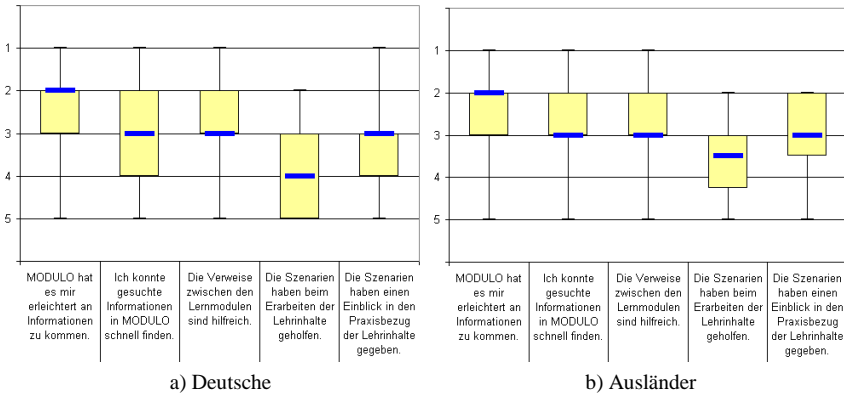 1
2
3
4
5
MODULO hat
es mir
erleichtert an
Informationen
zu kommen.
Ich konnte
gesuchte
Informationen
in MODULO
schnell finden.
Die Verweise
zwischen den
Lernmodulen
sind hilfreich.
Die Szenarien
haben beim
Erarbeiten der
Lehrinhalte
geholfen.
Die Szenarien
haben einen
Einblick in den
Praxisbezug
der Lehrinhalte
gegeben.
a) Deutsche
1
2
3
4
5
MODULO hat
es mir
erleichtert an
Informationen
zu kommen.
Ich konnte
gesuchte
Informationen
in MODULO
schnell finden.
Die Verweise
zwischen den
Lernmodulen
sind hilfreich.
Die Szenarien
haben beim
Erarbeiten der
Lehrinhalte
geholfen.
Die Szenarien
haben einen
Einblick in den
Praxisbezug
der Lehrinhalte
gegeben.
b) Ausländer